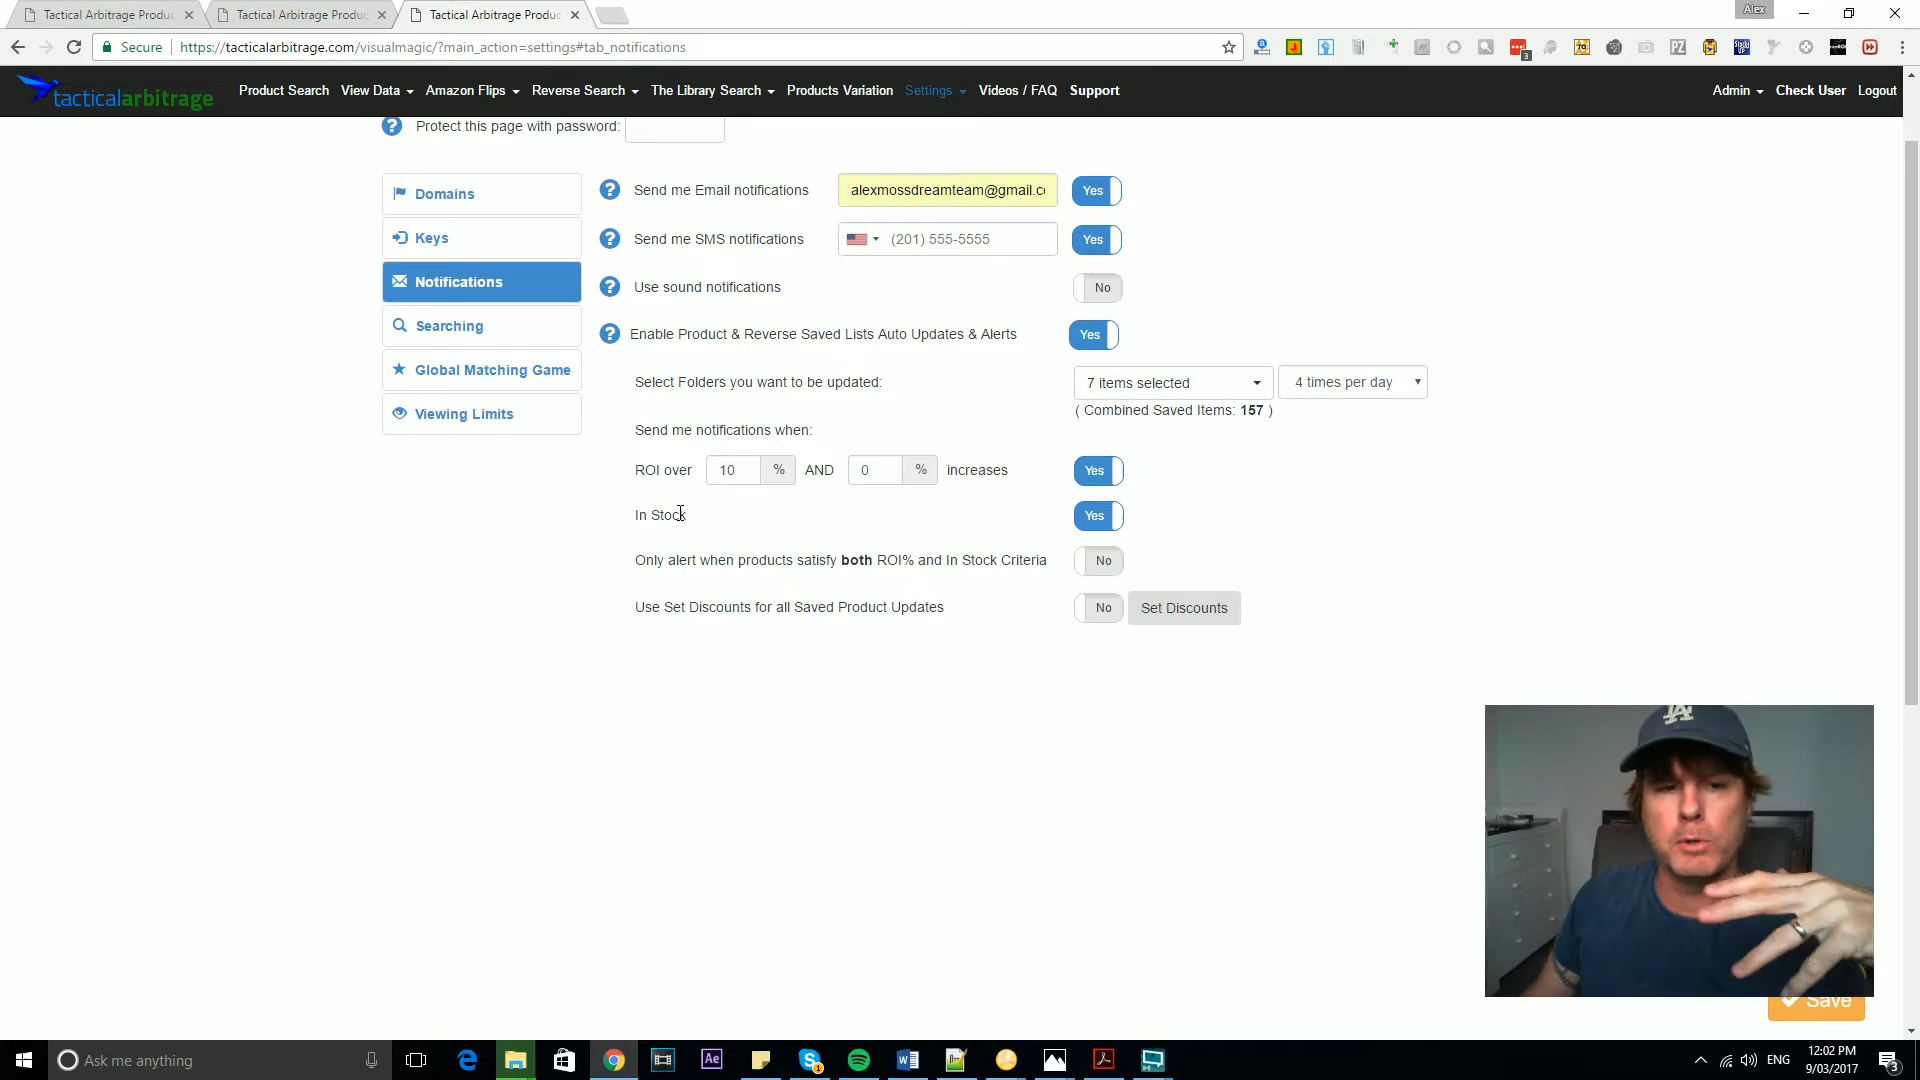 Tactical Arbitrage Produc
Tactical Arbitrage Produc
Tactical Arbitrage Produc
Alex
Secure
https://tacticalarbitrage.com/visualmagic/?main_action=settings#tab_notifications
tacticalarbitrage
Product Search
View Data
Amazon Flips
Reverse Search
The Library Search
Products Variation
Settings
Videos / FAQ
Support
Admin
Check User
Logout
Protect this page with password:
Domains
Keys
Notifications
Searching
Global Matching Game
Viewing Limits
Send me Email notifications
alexmossdreamteam@gmail.c
Yes
Send me SMS notifications
(201) 555-5555
Yes
Use sound notifications
No
Enable Product & Reverse Saved Lists Auto Updates & Alerts
Yes
Select Folders you want to be updated:
7 items selected
4 times per day
( Combined Saved Items: 157 )
Send me notifications when:
ROI over 10 % AND 0 % increases
Yes
In Stock
Yes
Only alert when products satisfy both ROI% and In Stock Criteria
No
Use Set Discounts for all Saved Product Updates
No
Set Discounts
LA
Save
Ask me anything
ENG
12:02 PM
9/03/2017
3